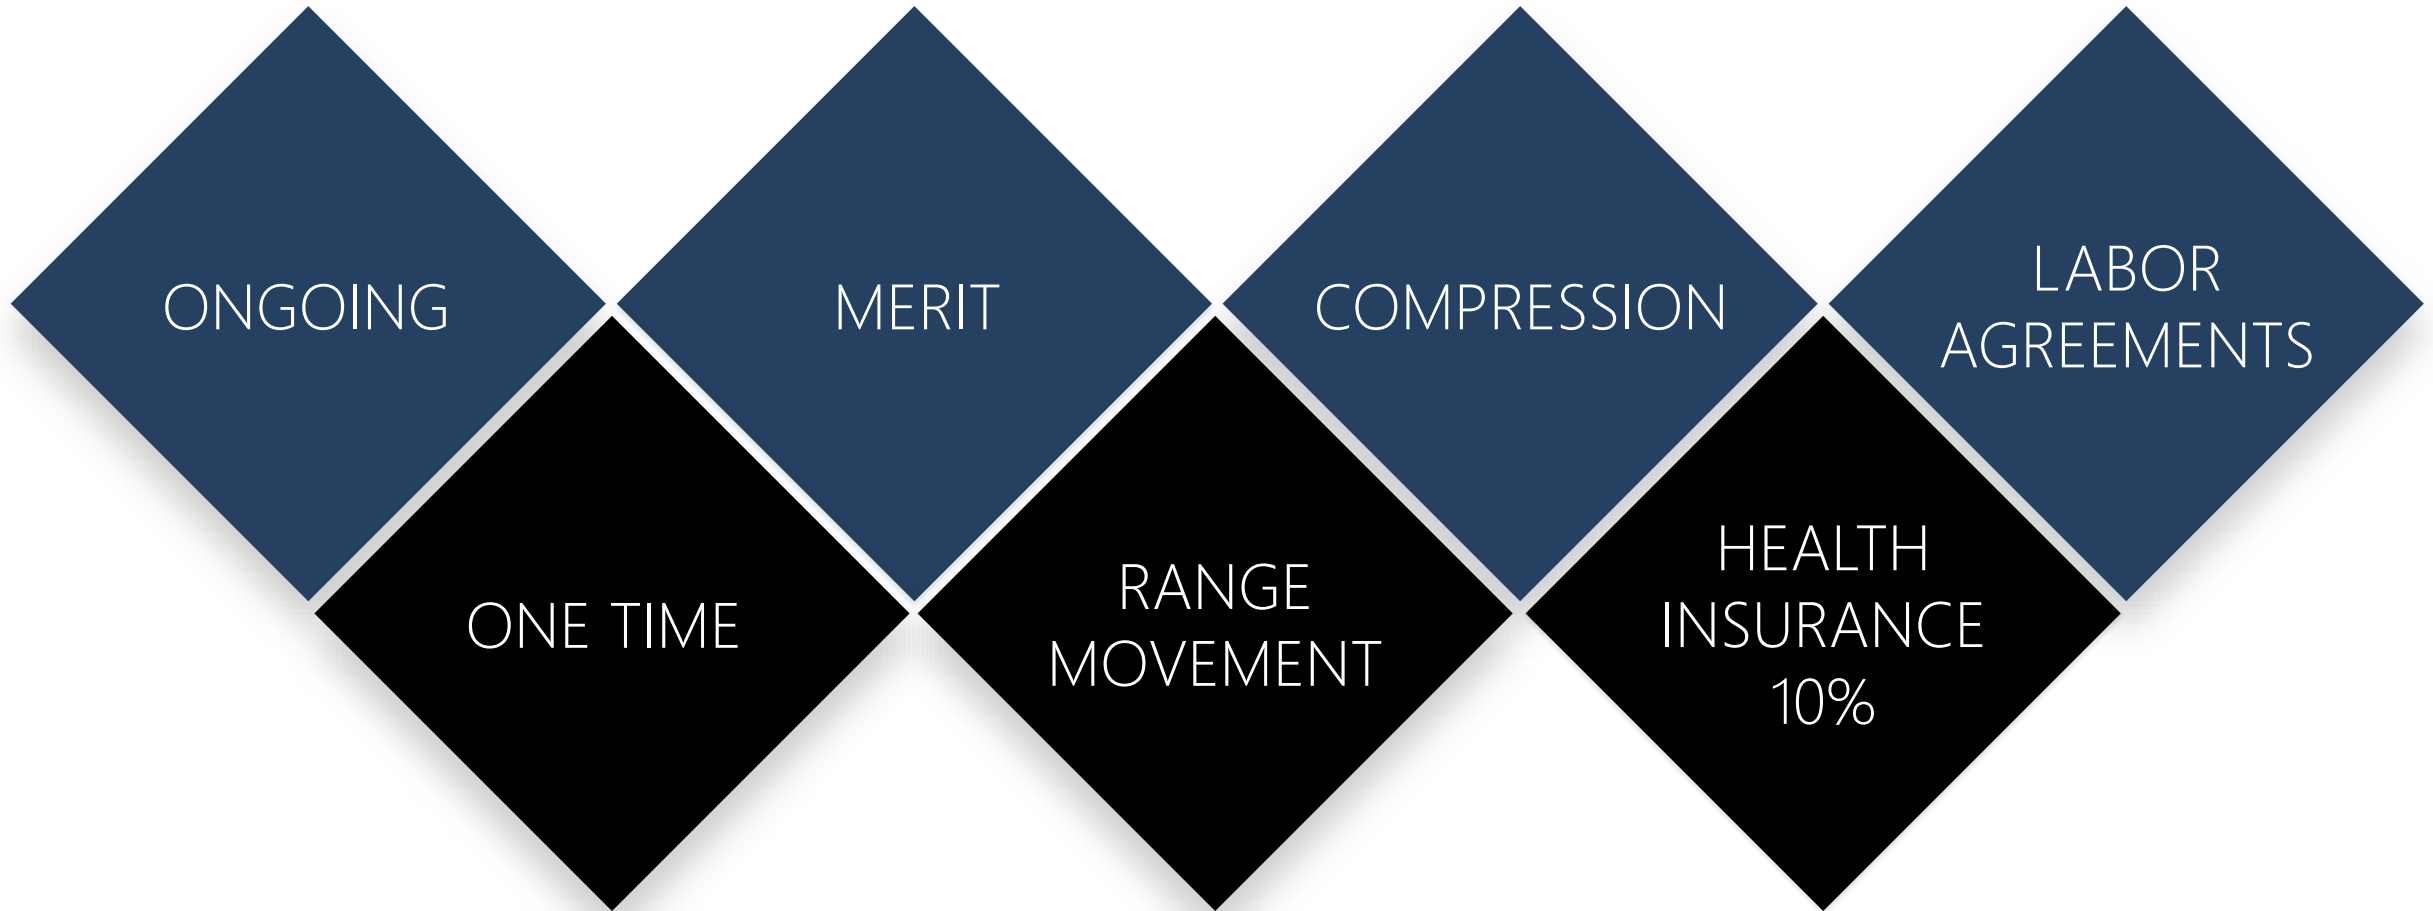 ONGOING
ONE TIME
MERIT
RANGE
MOVEMENT
COMPRESSION
HEALTH
INSURANCE
10%
LABOR
AGREEMENTS